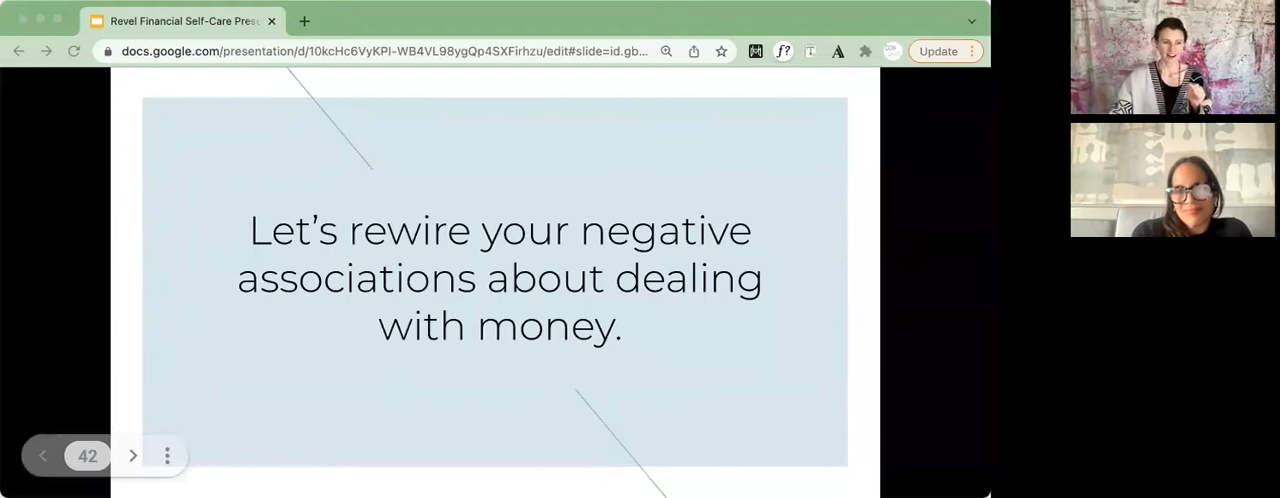 Revel Financial Self-Care Pres
docs.google.com/presentation/d/10kcHc6VyKPI-WB4VL98ygQp4SXFirhzu/edit#slide=id.gb...
f?
T
A
Update
Let's rewire your negative
associations about dealing
with money.
42